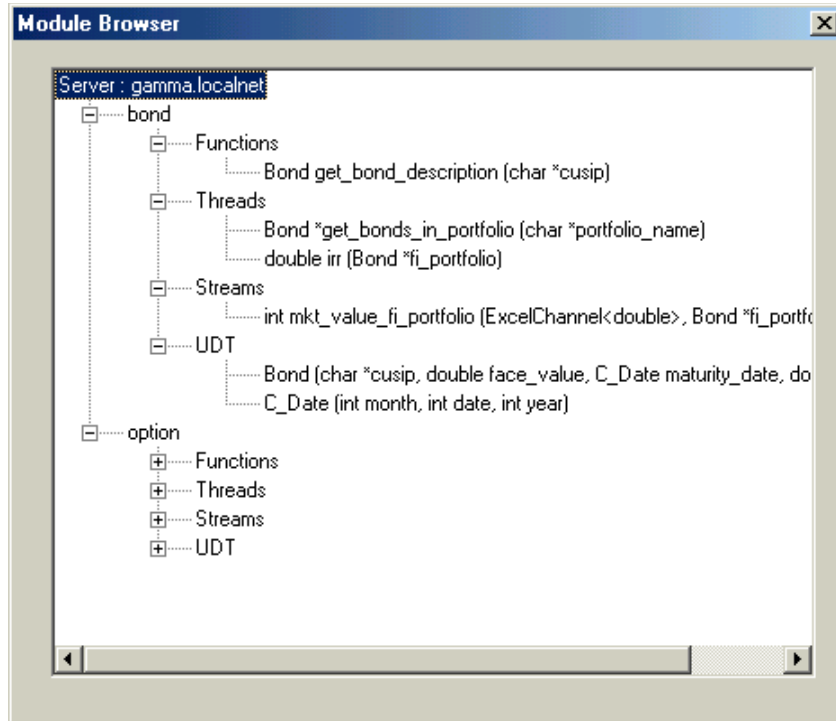 Module Browser
Server : gamma.localnet
bond
Functions
Bond get_bond_description (char *cusip)
Threads
Bond *get_bonds_in_portfolio (char *portfolio_name)
double irr (Bond *fi_portfolio)
Streams
int mkt_value_fi_portfolio (ExcelChannel<double>, Bond *fi_portfo
UDT
Bond (char *cusip, double face_value, C_Date maturity_date, do
C_Date (int month, int date, int year)
option
Functions
Threads
Streams
UDT